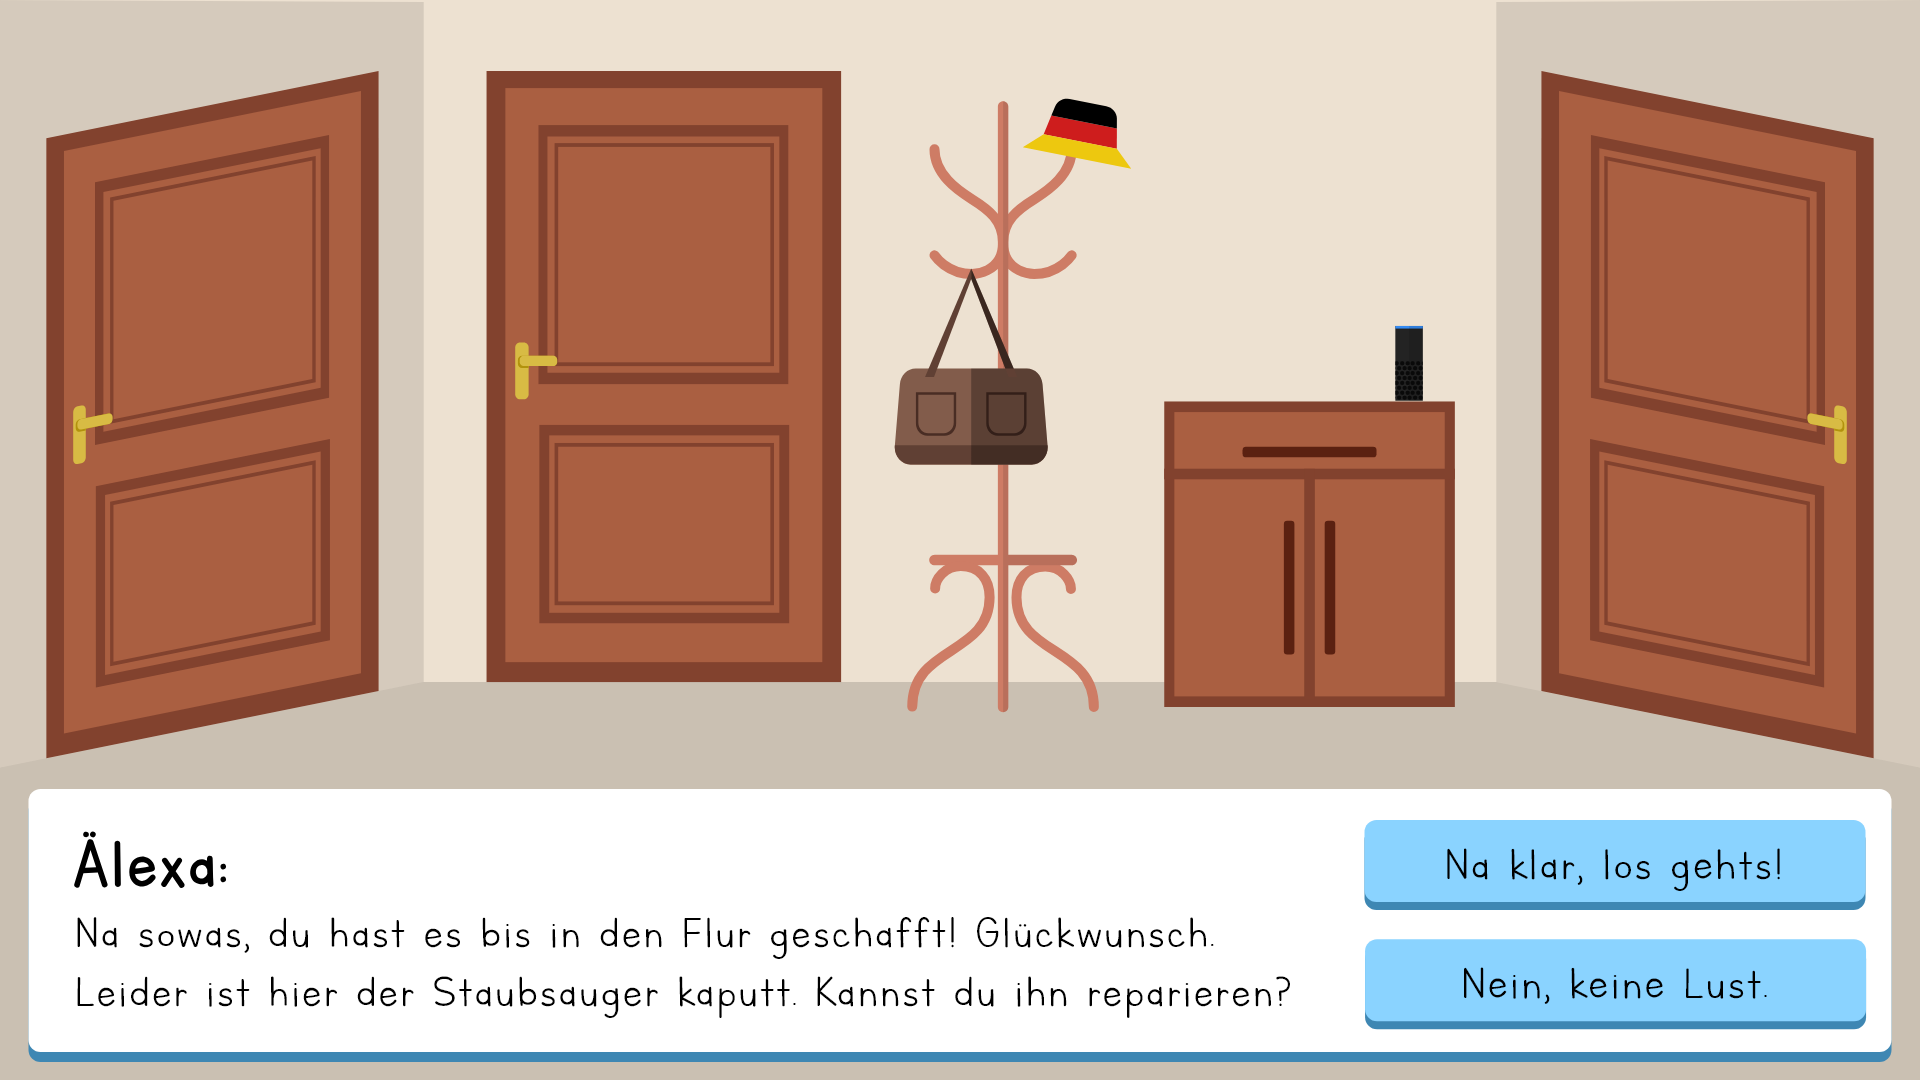 Älexa:
Na sowas, du hast es bis in den Flur geschafft! Glückwunsch.
Leider ist hier der Staubsauger kaputt. Kannst du ihn reparieren?
Na klar, los gehts!
Nein, keine Lust.